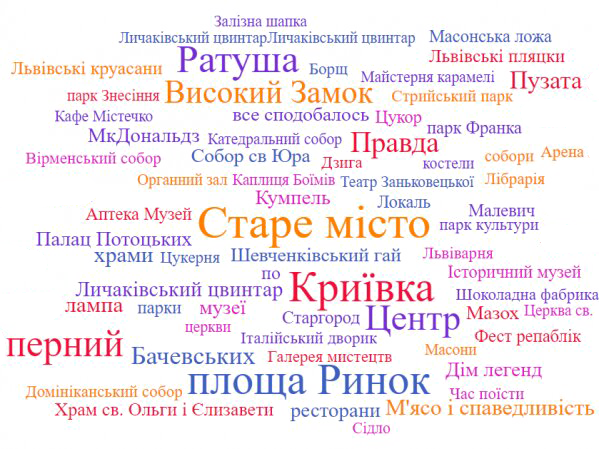 Залізна шапка
Личаківський цвинтарЛичаківський цвинтар Масонська ложа
Ратуша Львівські пляцки
Львівські круасани Борщ Майстерня карамелі Пузата
парк Знесіння Високий Замок Стрийський парк
Кафе Містечко все сподобалось Цукор
МкДональдз Катедральний собор Правда парк Франка
Вірменський собор Собор св Юра Дзига костели собори Арена
Органний зал Каплиця Боїмів Театр Заньковецької Лібрарія
Кумпель Локаль
Аптека Музей Старе місто Малевич
парк культури
Палац Потоцьких
храми Цукерня Шевченківський гай Львіварня
по Історичний музей
Личаківський цвинтар Криївка Шоколадна фабрика
лампа парки музеї Старгород Центр Мазох Церква св.
церкви
перний Італійський дворик Фест репаблік
Бачевських Галерея мистецтв Масони
площа Ринок Дім легенд
Домініканський собор Час поїсти
Храм св. Ольги і Єлизавети ресторани М'ясо і спаведливість
Сідло